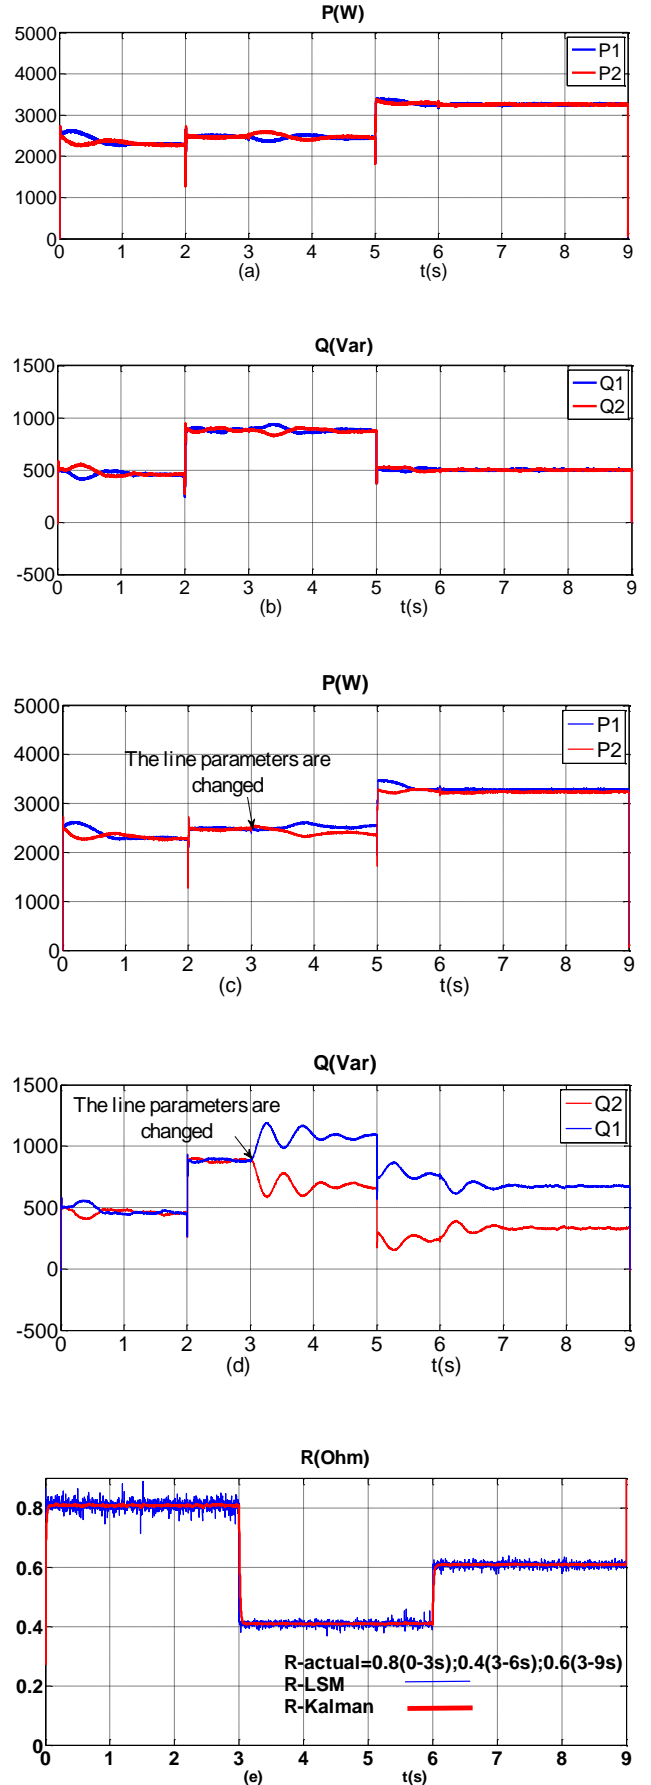 P(W)
5000
4000
3000
2000
1000
0
P1
P2
0 1 2 3 4 5 6 7 8 9
(a) t(s)
Q(Var)
1500
1000
500
0
-500
Q1
Q2
0 1 2 3 4 5 6 7 8 9
(b) t(s)
P(W)
5000
4000
3000
2000
1000
0
P1
P2
The line parameters are
changed
0 1 2 3 4 5 6 7 8 9
(c) t(s)
Q(Var)
1500
1000
500
0
-500
Q2
Q1
The line parameters are
changed
0 1 2 3 4 5 6 7 8 9
(d) t(s)
R(Ohm)
0.8
0.6
0.4
0.2
0
R-actual=0.8(0-3s);0.4(3-6s);0.6(3-9s)
R-LSM
R-Kalman
0 1 2 3 4 5 6 7 8 9
(e) t(s)